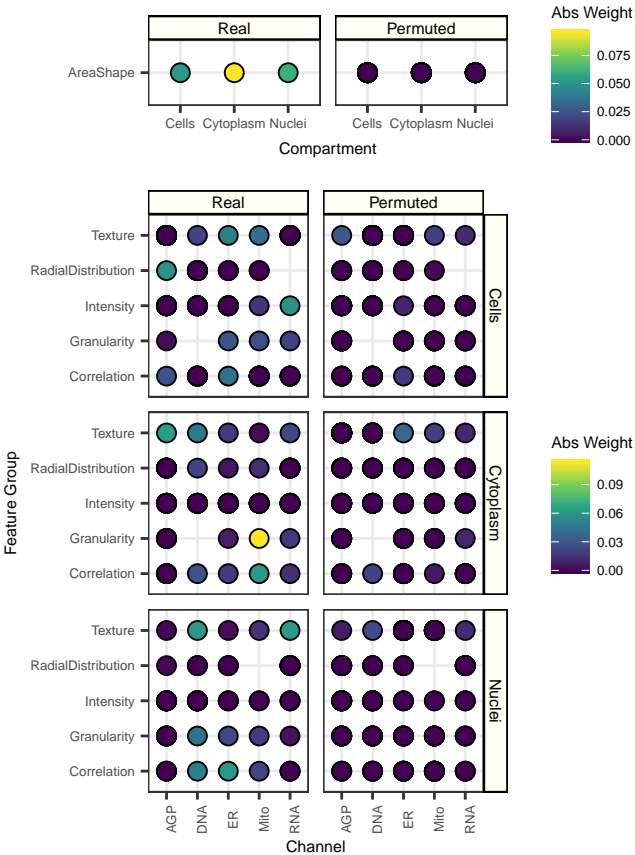 Real Permuted
AreaShape
Cells Cytoplasm Nuclei Cells Cytoplasm Nuclei
Compartment
Abs Weight
0.075
0.050
0.025
0.000
Real Permuted
Feature Group
Texture
RadialDistribution
Intensity
Granularity
Correlation
Cells
Texture
RadialDistribution
Intensity
Granularity
Correlation
Cytoplasm
Texture
RadialDistribution
Intensity
Granularity
Correlation
Nuclei
AGP DNA ER Mito RNA AGP DNA ER Mito RNA
Channel
Abs Weight
0.09
0.06
0.03
0.00